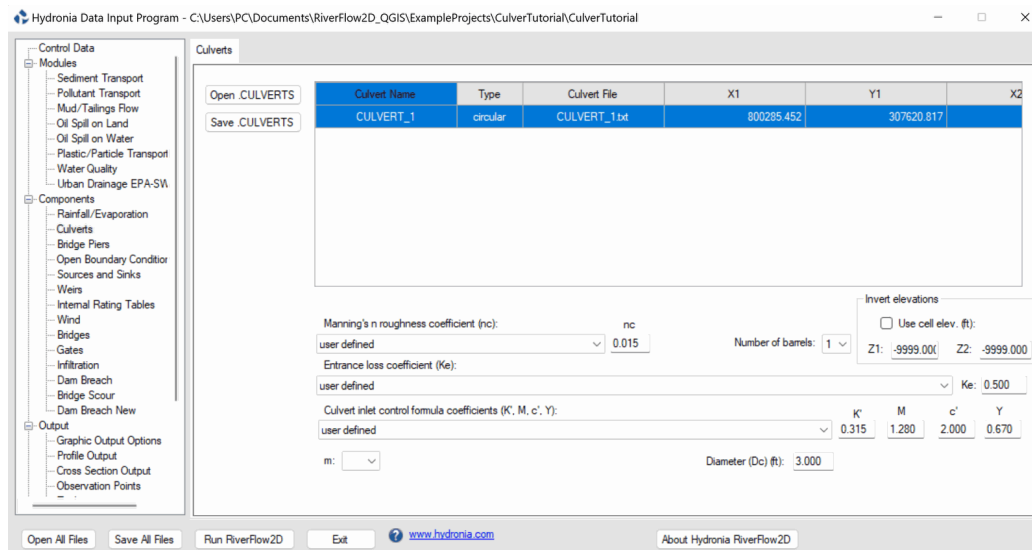 Hydronia Data Input Program - C:\Users\PC\Documents\RiverFlow2D_QGIS\ExampleProjects\CulverTutorial\CulverTutorial
Control Data
Modules
Sediment Transport
Pollutant Transport
Mud/Tailings Flow
Oil Spill on Land
Oil Spill on Water
Plastic/Particle Transport
Water Quality
Urban Drainage EPA-SW
Components
Rainfall/Evaporation
Culverts
Bridge Piers
Open Boundary Condition
Sources and Sinks
Weirs
Internal Rating Tables
Wind
Bridges
Gates
Infiltration
Dam Breach
Bridge Scour
Dam Breach New
Output
Graphic Output Options
Profile Output
Cross Section Output
Observation Points
Culverts
Open .CULVERTS
Save .CULVERTS
Culvert Name Type Culvert File X1 Y1 X2
CULVERT_1 circular CULVERT_1.txt 800285.452 307620.817
Invert elevations
Use cell elev. (ft):
Z1: -9999.00( Z2: -9999.000
Manning's n roughness coefficient (nc): nc
user defined 0.015
Number of barrels: 1
Entrance loss coefficient (Ke):
user defined Ke: 0.500
Culvert inlet control formula coefficients (K', M, c', Y): K' M c' Y
user defined 0.315 1.280 2.000 0.670
m: Diameter (Dc) (ft): 3.000
Open All Files Save All Files Run RiverFlow2D Exit ? www.hydronia.com About Hydronia RiverFlow2D